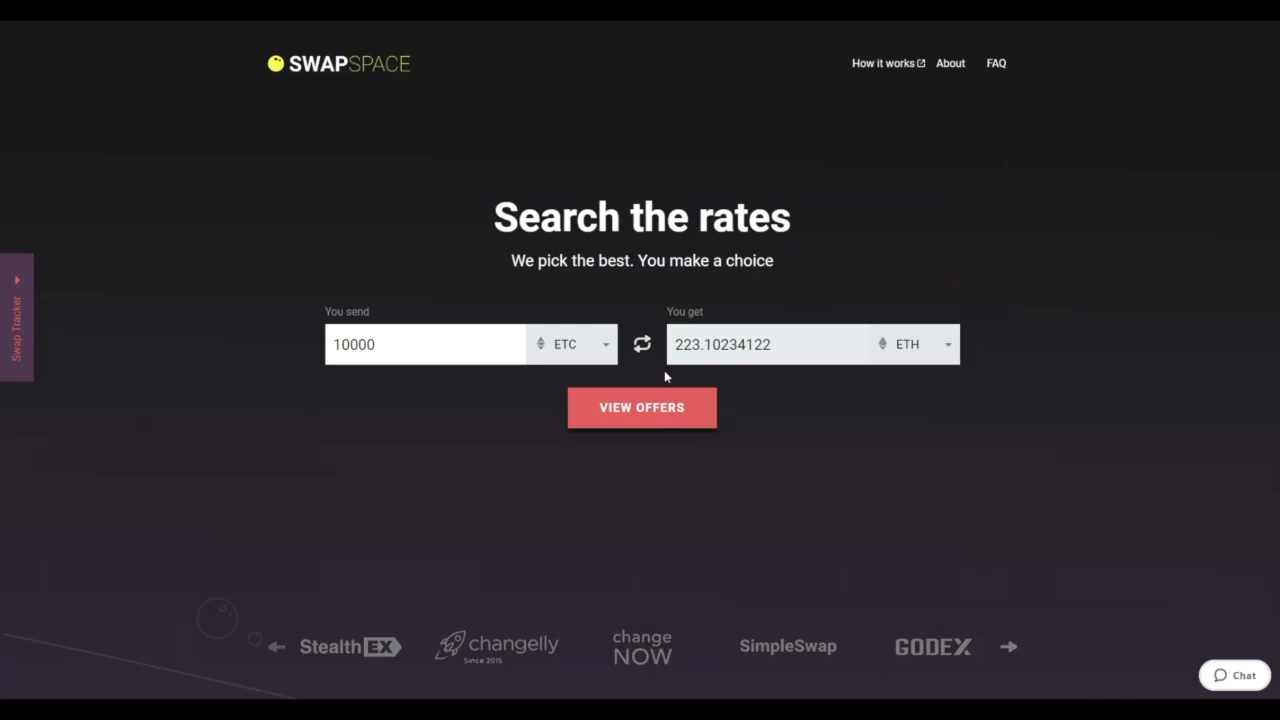 SWAPSPACE
How it works
About
FAQ
Search the rates
We pick the best. You make a choice
You send
You get
10000
ETC
223.10234122
ETH
VIEW OFFERS
Swap Tracker
StealthEX
changelly
Since 2015
change
NOW
SimpleSwap
GODEX
Chat